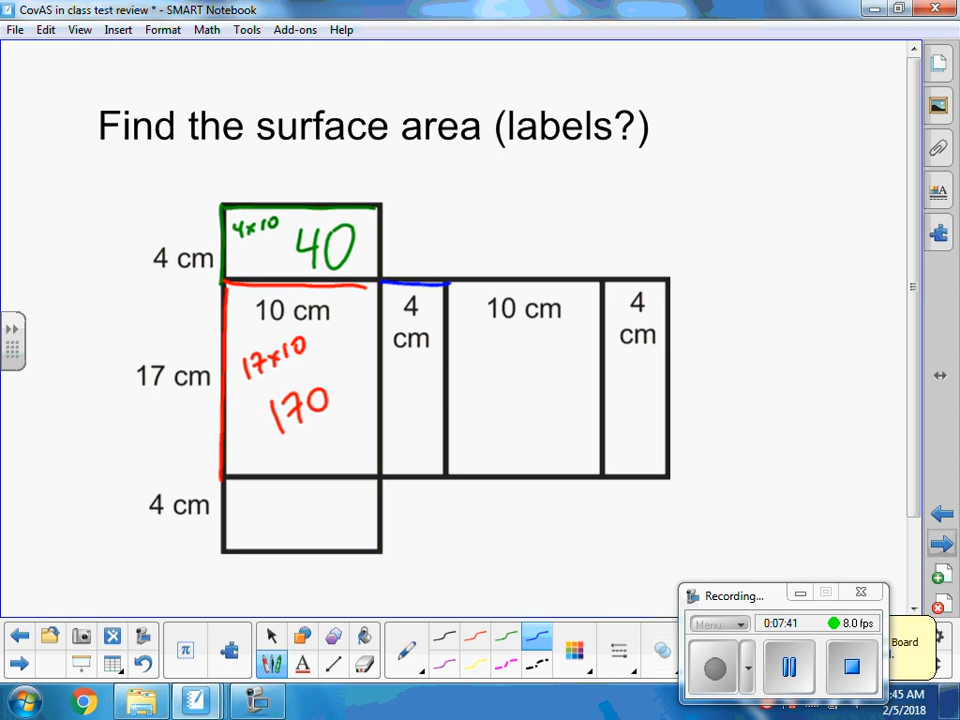 CovAS in class test review * - SMART Notebook
File Edit View Insert Format Math Tools Add-ons Help
Find the surface area (labels?)
4x10 40
4 cm
10 cm 4 cm 10 cm 4 cm
17x10
17 cm
170
4 cm
Recording...
Menu 0:07:41 8.0 fps
Board
:45 AM
2/5/2018